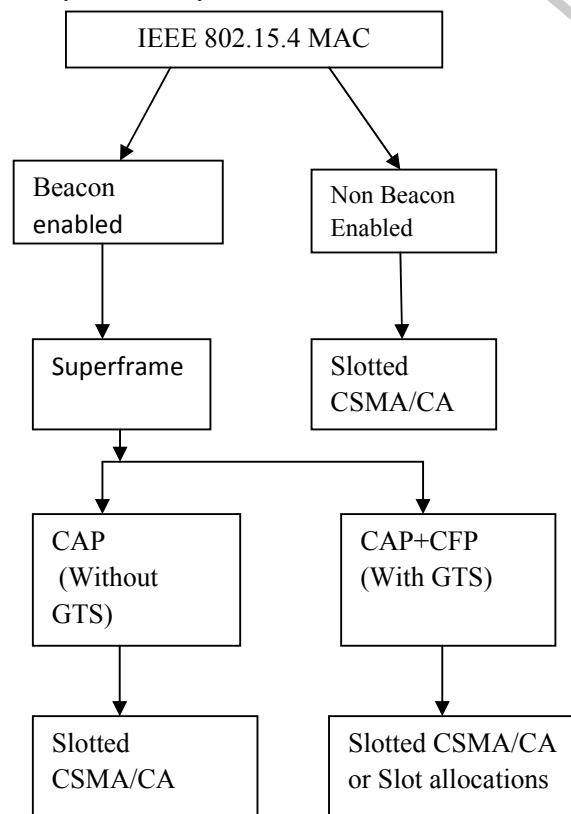 IEEE 802.15.4 MAC
Beacon
enabled
Non Beacon
Enabled
Superframe
Slotted
CSMA/CA
CAP
(Without
GTS)
CAP+CFP
(With GTS)
Slotted
CSMA/CA
Slotted CSMA/CA
or Slot allocations